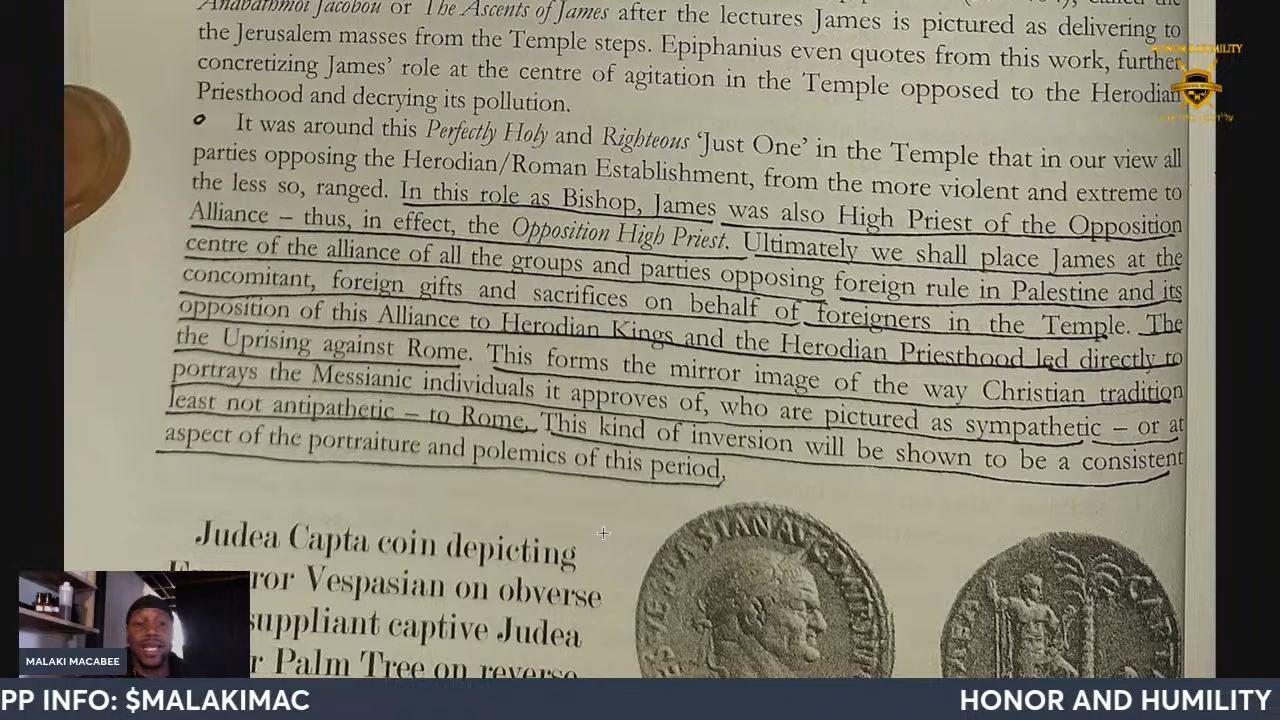 Anabathmoi Jacobou or The Ascents of James after the lectures James is pictured as delivering to
the Jerusalem masses from the Temple steps. Epiphanius even quotes from this work, further
concretizing James' role at the centre of agitation in the Temple opposed to the Herodian
Priesthood and decrying its pollution.
It was around this Perfectly Holy and Righteous 'Just One' in the Temple that in our view all
parties opposing the Herodian/Roman Establishment, from the more violent and extreme to
the less so, ranged. In this role as Bishop, James was also High Priest of the Opposition
Alliance – thus, in effect, the Opposition High Priest. Ultimately we shall place James at the
centre of the alliance of all the groups and parties opposing foreign rule in Palestine and its
concomitant, foreign gifts and sacrifices on behalf of foreigners in the Temple. The
opposition of this Alliance to Herodian Kings and the Herodian Priesthood led directly to
the Uprising against Rome. This forms the mirror image of the way Christian tradition
portrays the Messianic individuals it approves of, who are pictured as sympathetic – or at
least not antipathetic – to Rome. This kind of inversion will be shown to be a consistent
aspect of the portraiture and polemics of this period.
Judea Capta coin depicting
Vespasian on obverse
suppliant captive Judea
Palm Tree on reverse
HONOR & HUMILITY
MALAKI MACABEE
PP INFO: $MALAKIMAC
HONOR AND HUMILITY